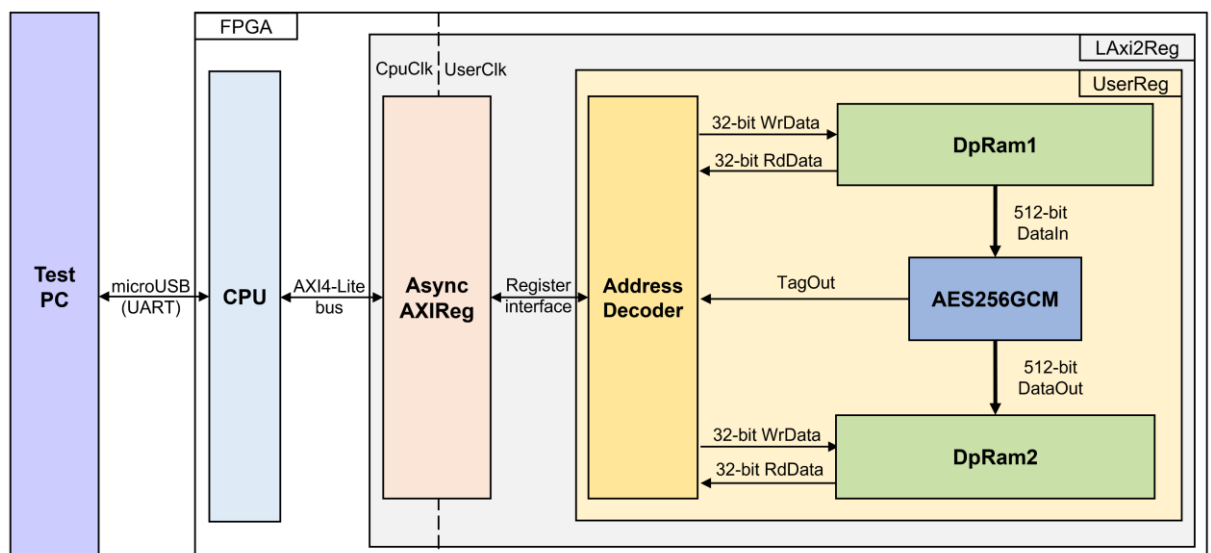 FPGA
LAxi2Reg
CpuClk
UserClk
UserReg
32-bit WrData
DpRam1
32-bit RdData
512-bit
DataIn
Test
PC
microUSB
(UART)
CPU
AXI4-Lite
bus
Async
AXIReg
Register
interface
Address
Decoder
TagOut
AES256GCM
512-bit
DataOut
32-bit WrData
DpRam2
32-bit RdData